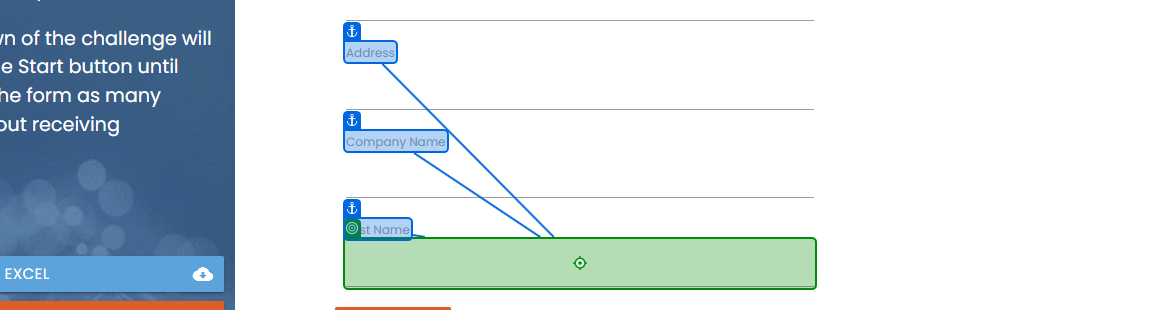 wn of the challenge will
e Start button until
he form as many
out receiving
EXCEL
Address
Company Name
st Name